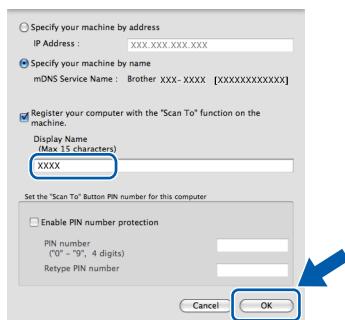 Specify your machine by address
IP Address :
XXX.XXX.XXX.XXX
Specify your machine by name
mDNS Service Name : Brother XXX-XXXX [XXXXXXXXXXXX]
Register your computer with the "Scan To" function on the
machine.
Display Name
(Max 15 characters)
XXXX
Set the "Scan To" Button PIN number for this computer
Enable PIN number protection
PIN number
("0" – "9", 4 digits)
Retype PIN number
Cancel
OK